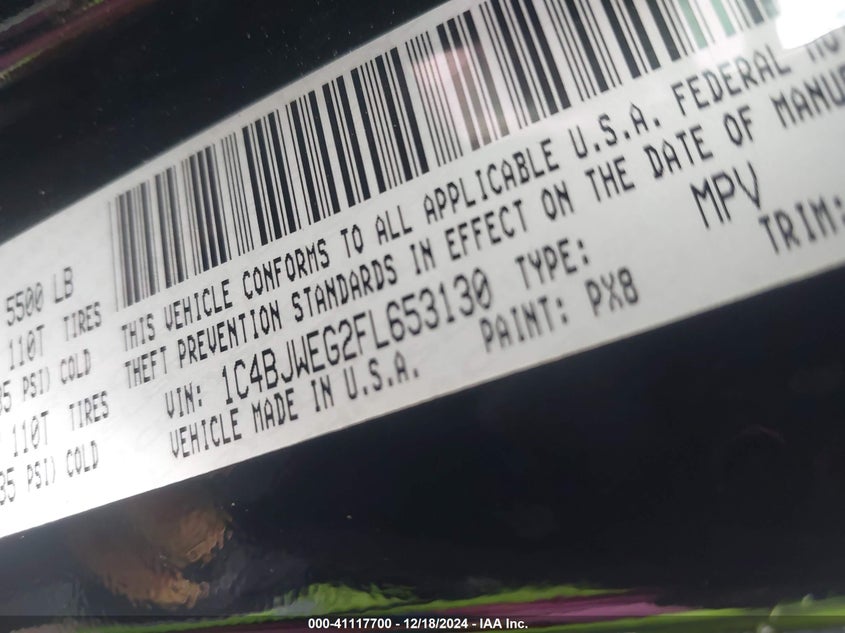 5500 LB
110T TIRES
35 PSI) COLD
110T TIRES
35 PSI) COLD
THIS VEHICLE CONFORMS TO ALL APPLICABLE U.S.A. FEDERAL
THEFT PREVENTION STANDARDS IN EFFECT ON THE DATE OF MANUF
VIN: 1C4BJWEG2FL653130 TYPE: MPV
VEHICLE MADE IN U.S.A. PAINT: PX8 TRIM:
000-41117700 - 12/18/2024 - IAA Inc.